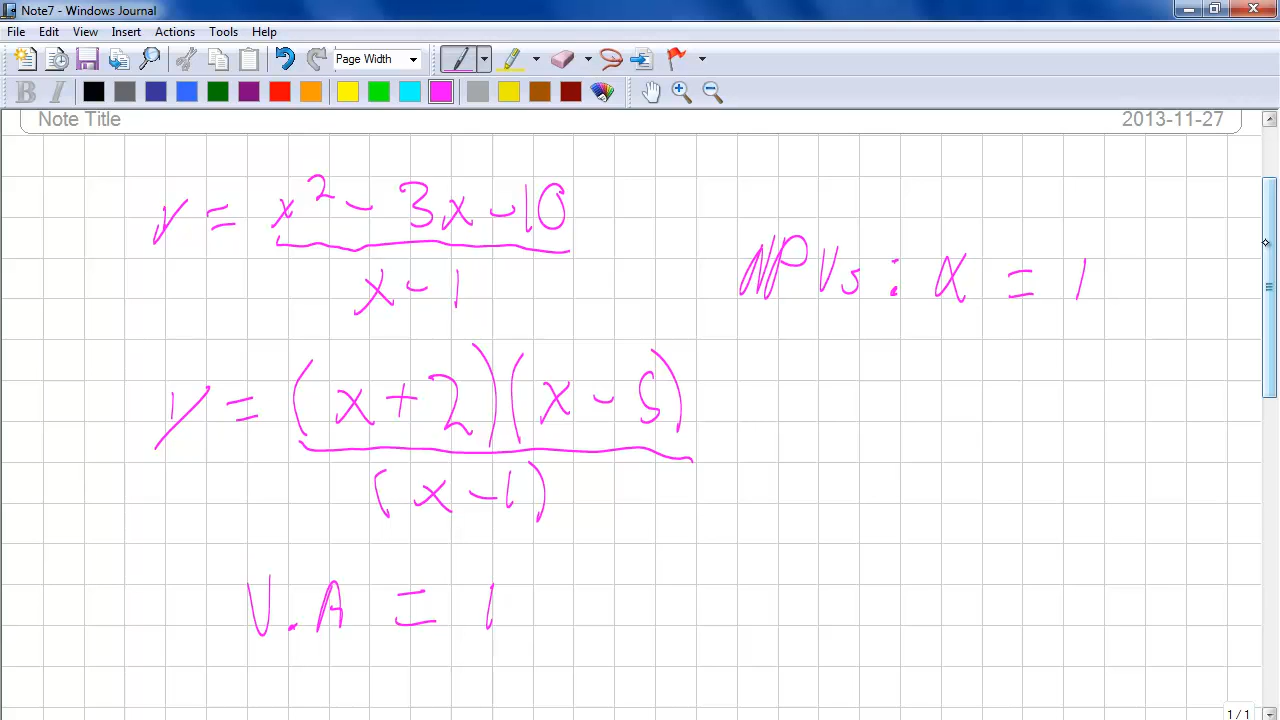 Note7 - Windows Journal
File Edit View Insert Actions Tools Help
Page Width
B I
Note Title
2013-11-27
y = x² - 3x - 10
x - 1
NPVs: x = 1
y = (x + 2)(x - 5)
(x - 1)
V.A = 1
1/1